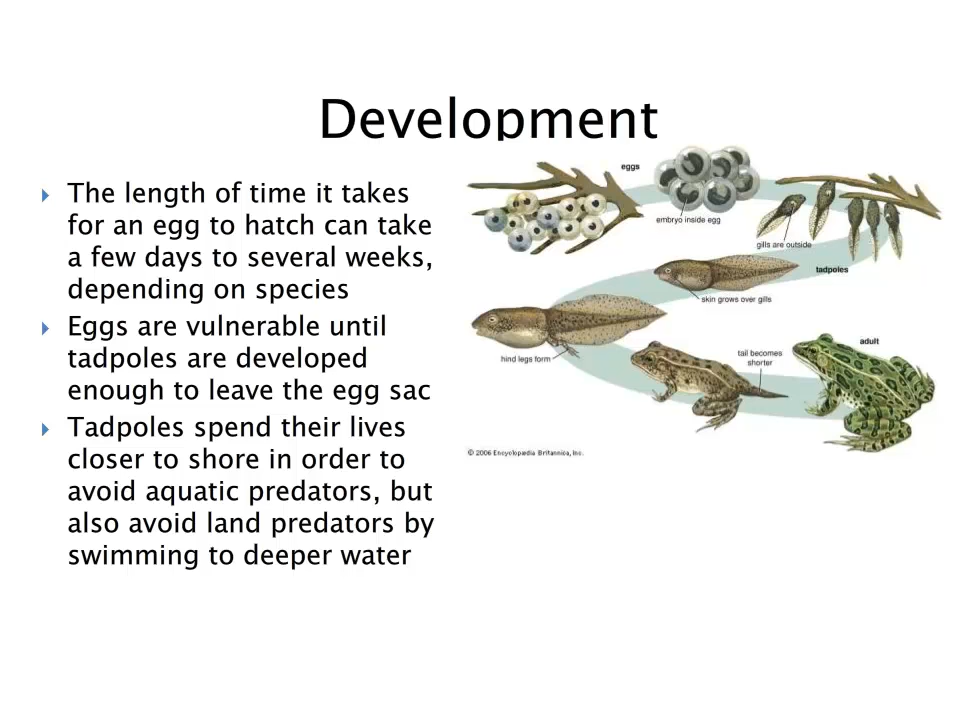 Development
The length of time it takes
for an egg to hatch can take
a few days to several weeks,
depending on species
Eggs are vulnerable until
tadpoles are developed
enough to leave the egg sac
Tadpoles spend their lives
closer to shore in order to
avoid aquatic predators, but
also avoid land predators by
swimming to deeper water
eggs
embryo inside egg
gills are outside
tadpoles
skin grows over gills
hind legs form
tail becomes
shorter
adult
© 2006 Encyclopædia Britannica, Inc.